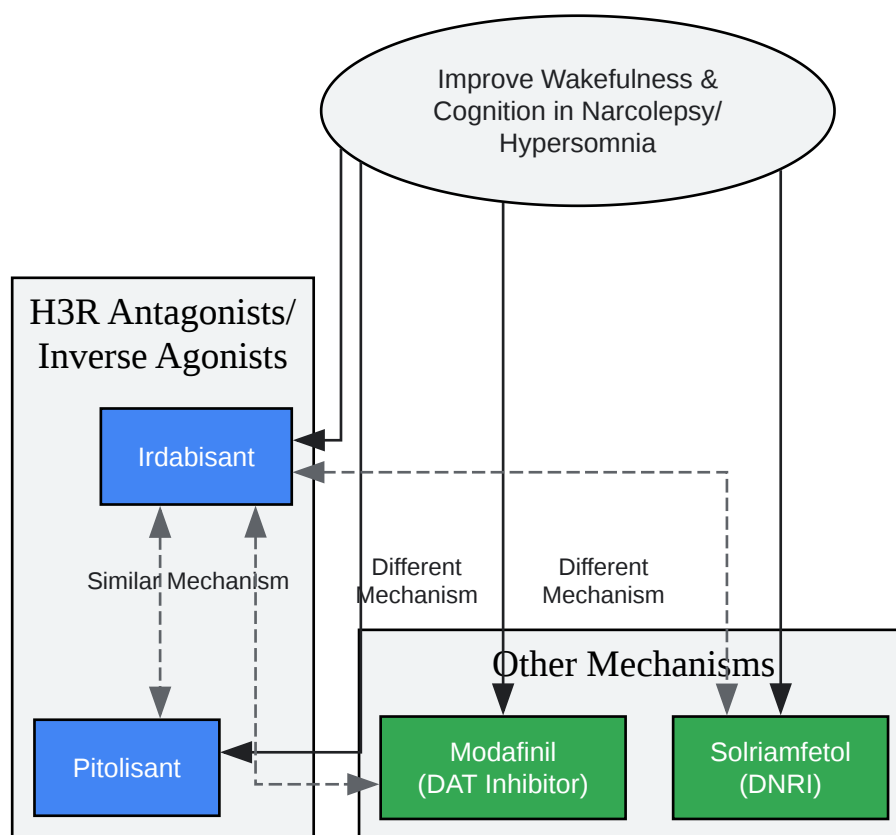 Improve Wakefulness &
Cognition in Narcolepsy/
Hypersomnia
H3R Antagonists/
Inverse Agonists
Irdabisant
Similar Mechanism
Different
Mechanism
Different
Mechanism
Other Mechanisms
Pitolisant
Modafinil
(DAT Inhibitor)
Solriamfetol
(DNRI)